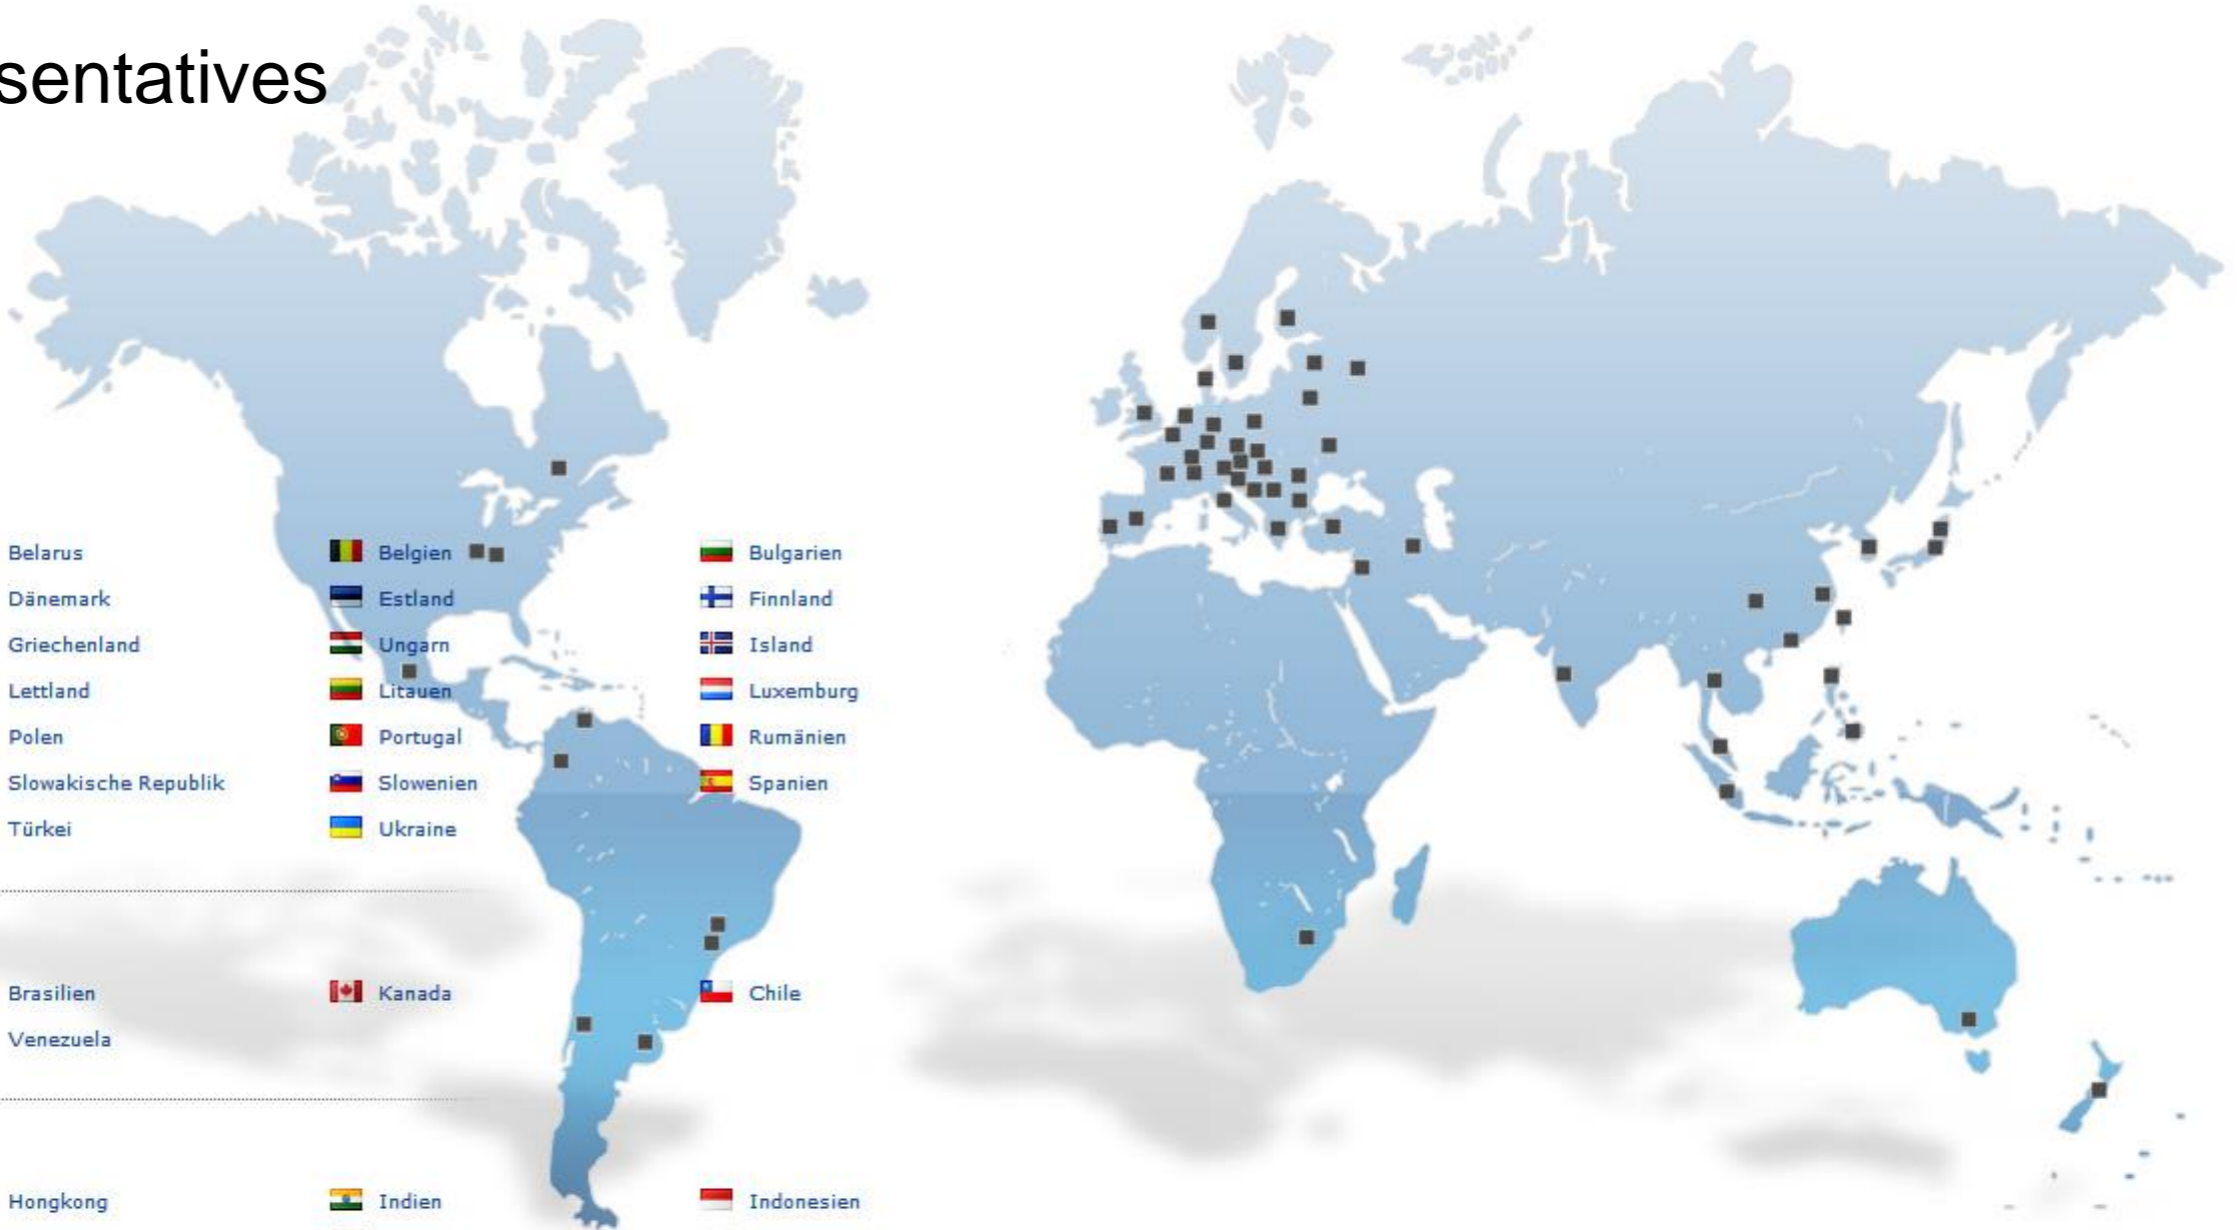 sentatives
Belarus Belgien Bulgarien
Dänemark Estland Finnland
Griechenland Ungarn Island
Lettland Litauen Luxemburg
Polen Portugal Rumänien
Slowakische Republik Slowenien Spanien
Türkei Ukraine
Brasilien Kanada Chile
Venezuela
Hongkong Indien Indonesien